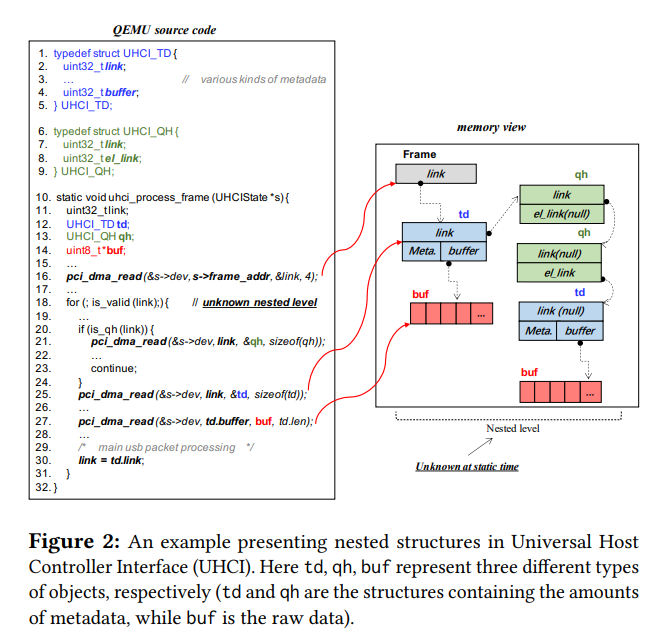 QEMU source code
1. typedef struct UHCI_TD {
2. uint32_t link;
3. ... // various kinds of metadata
4. uint32_t buffer;
5. } UHCI_TD;
6. typedef struct UHCI_QH {
7. uint32_t link;
8. uint32_t el_link;
9. } UHCI_QH;
10. static void uhci_process_frame (UHCIState *s){
11. uint32_t link;
12. UHCI_TD td;
13. UHCI_QH qh;
14. uint8_t *buf;
15. ...
16. pci_dma_read (&s->dev, s->frame_addr, &link, 4);
17. ...
18. for (; is_valid (link);) { // unknown nested level
19. ...
20. if (is_qh (link)) {
21. pci_dma_read (&s->dev, link, &qh, sizeof(qh));
22. ...
23. continue;
24. }
25. pci_dma_read (&s->dev, link, &td, sizeof(td));
26. ...
27. pci_dma_read (&s->dev, td.buffer, buf, td.len);
28. ...
29. /* main usb packet processing */
30. link = td.link;
31. }
32. }
memory view
Frame
link
td
link
Meta. buffer
buf
...
qh
link
el_link(null)
qh
link(null)
el_link
td
link (null)
Meta. buffer
buf
...
Nested level
Unknown at static time
Figure 2: An example presenting nested structures in Universal Host
Controller Interface (UHCI). Here td, qh, buf represent three different types
of objects, respectively (td and qh are the structures containing the amounts
of metadata, while buf is the raw data).